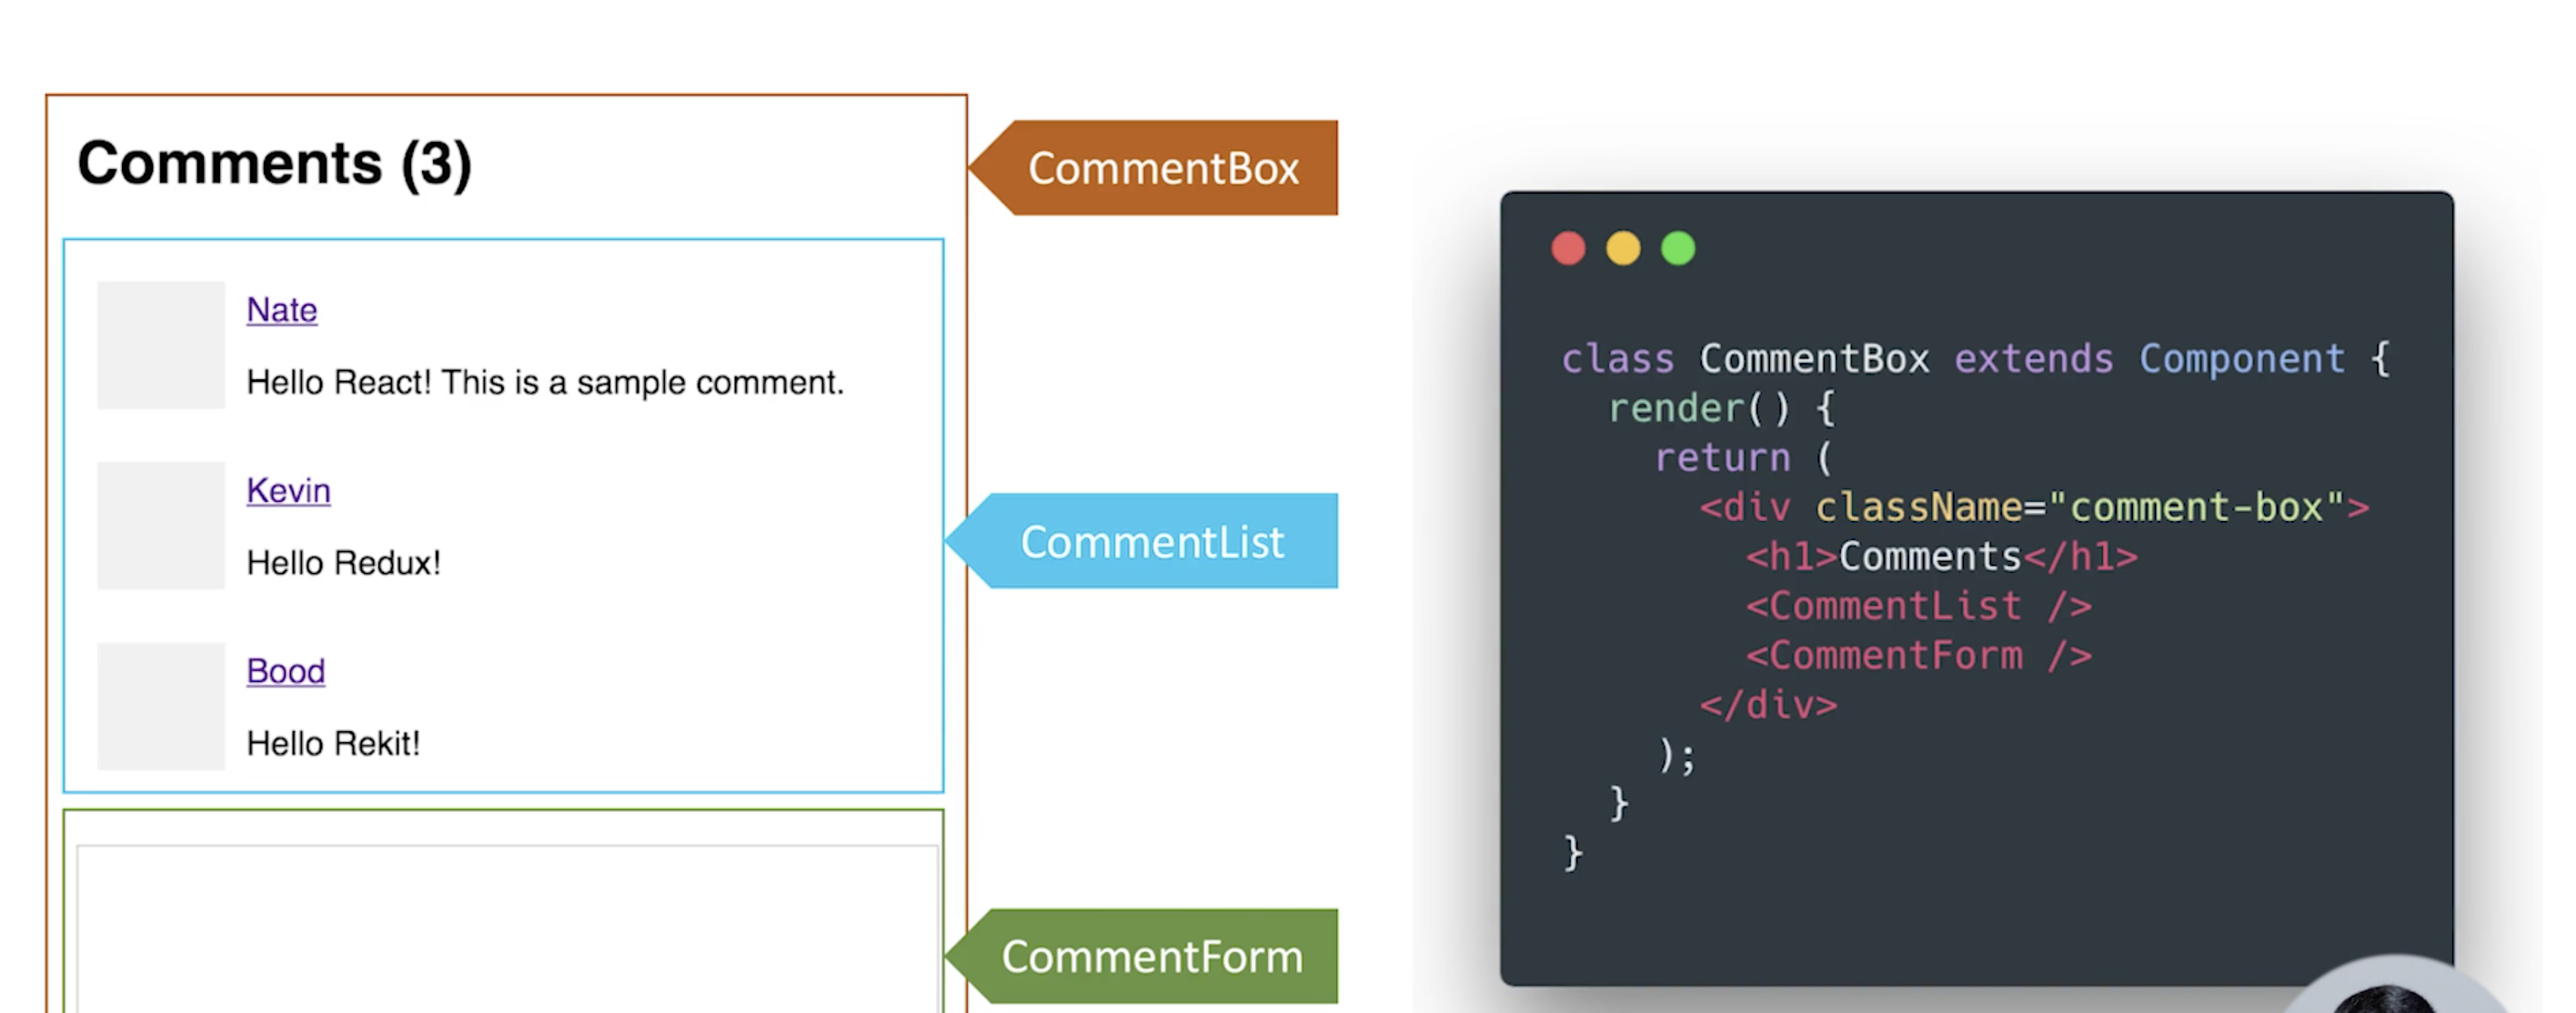 Comments (3)
Nate
Hello React! This is a sample comment.
Kevin
Hello Redux!
Bood
Hello Rekit!
CommentBox
CommentList
CommentForm
class CommentBox extends Component {
  render() {
    return (
      <div className="comment-box">
        <h1>Comments</h1>
        <CommentList />
        <CommentForm />
      </div>
    );
  }
}